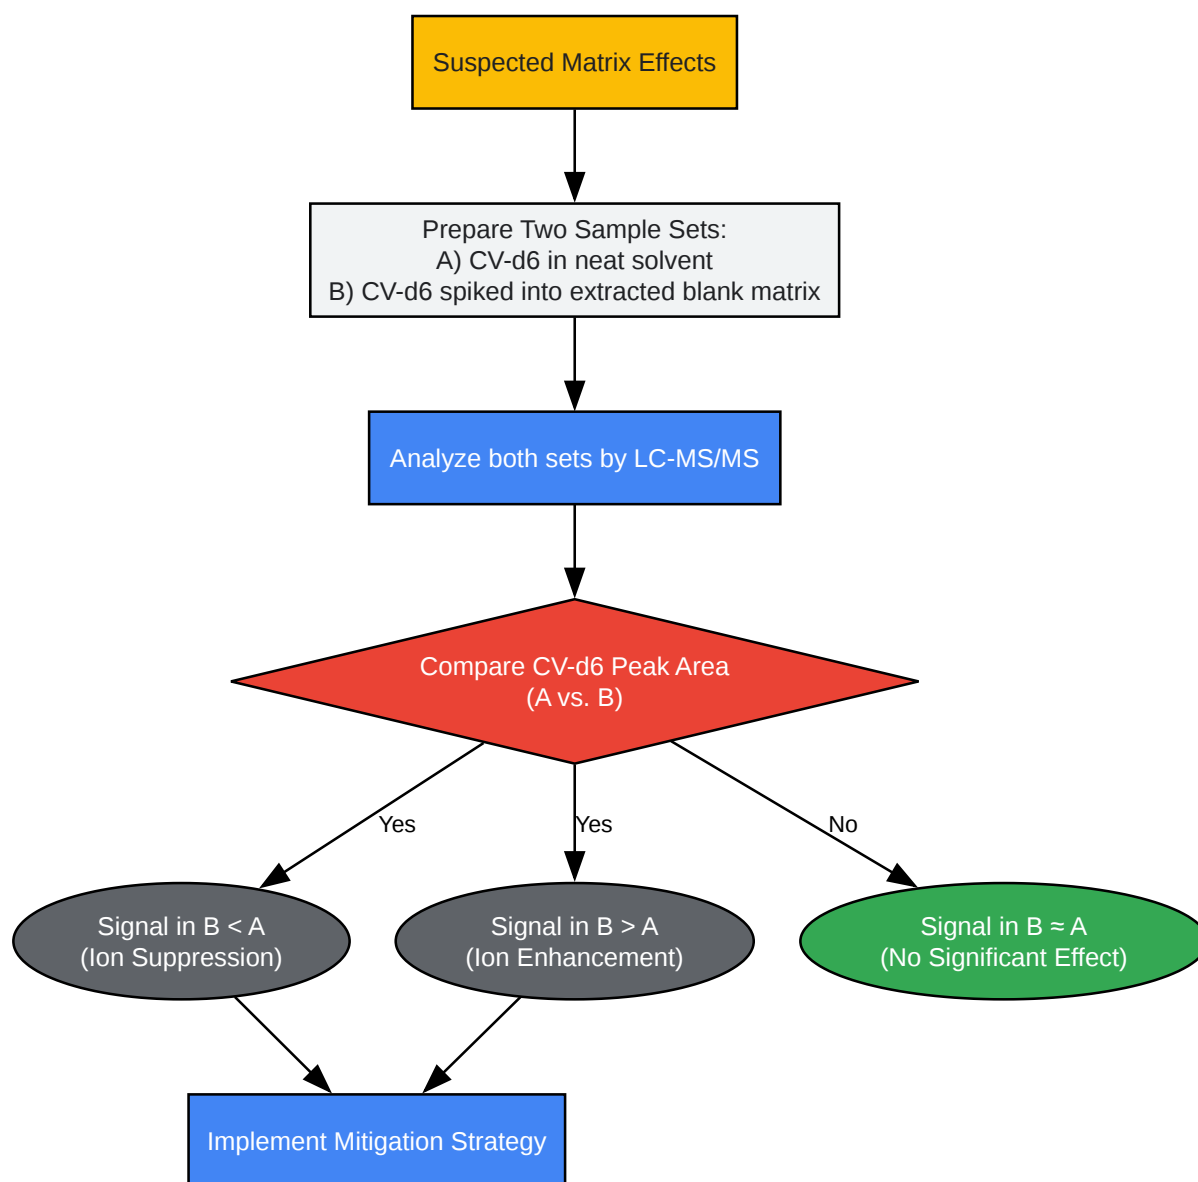 Suspected Matrix Effects
Prepare Two Sample Sets:
A) CV-d6 in neat solvent
B) CV-d6 spiked into extracted blank matrix
Analyze both sets by LC-MS/MS
Compare CV-d6 Peak Area
(A vs. B)
Yes
Yes
No
Signal in B < A
(Ion Suppression)
Signal in B > A
(Ion Enhancement)
Signal in B ≈ A
(No Significant Effect)
Implement Mitigation Strategy